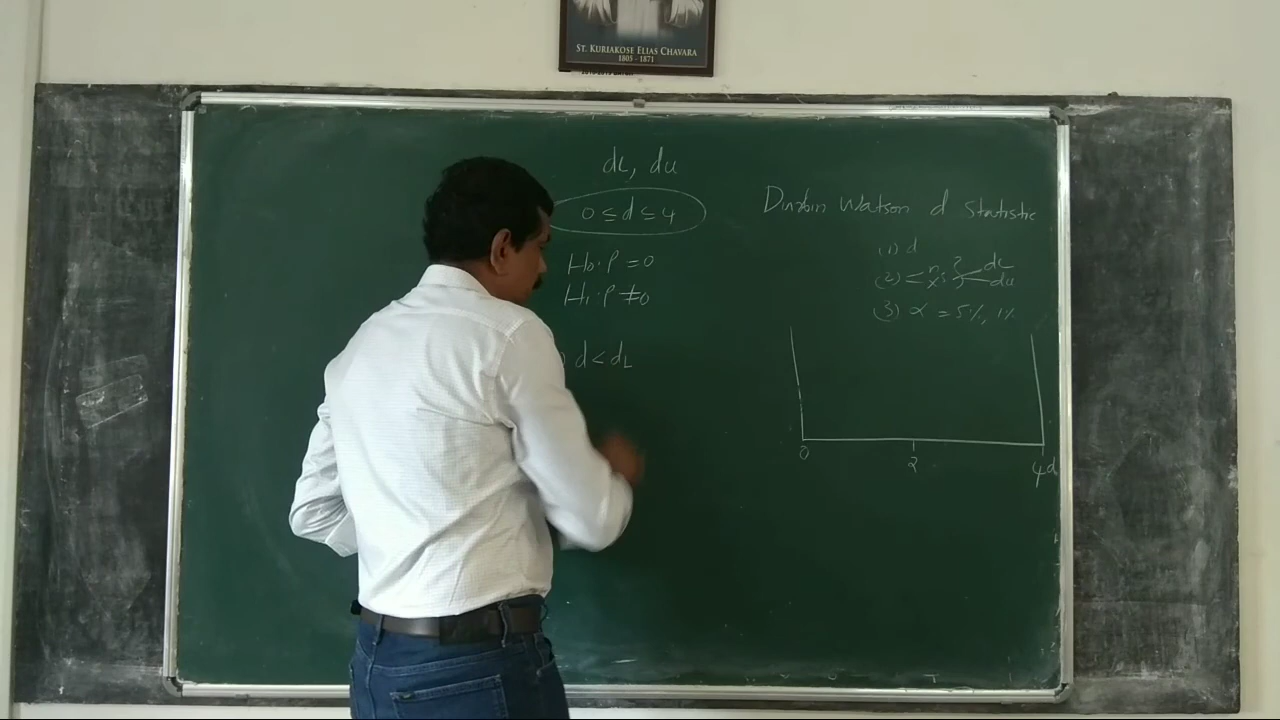 ST. KURIAKOSE ELIAS CHAVARA
1805 - 1871
dL, du
0 ≤ d ≤ 4
H0: ρ = 0
H1: ρ ≠ 0
d < dL
Durbin Watson d Statistic
(1) d
(2) n: ? dL
x: ? du
(3) α = 5%, 1%
0
2
4
d